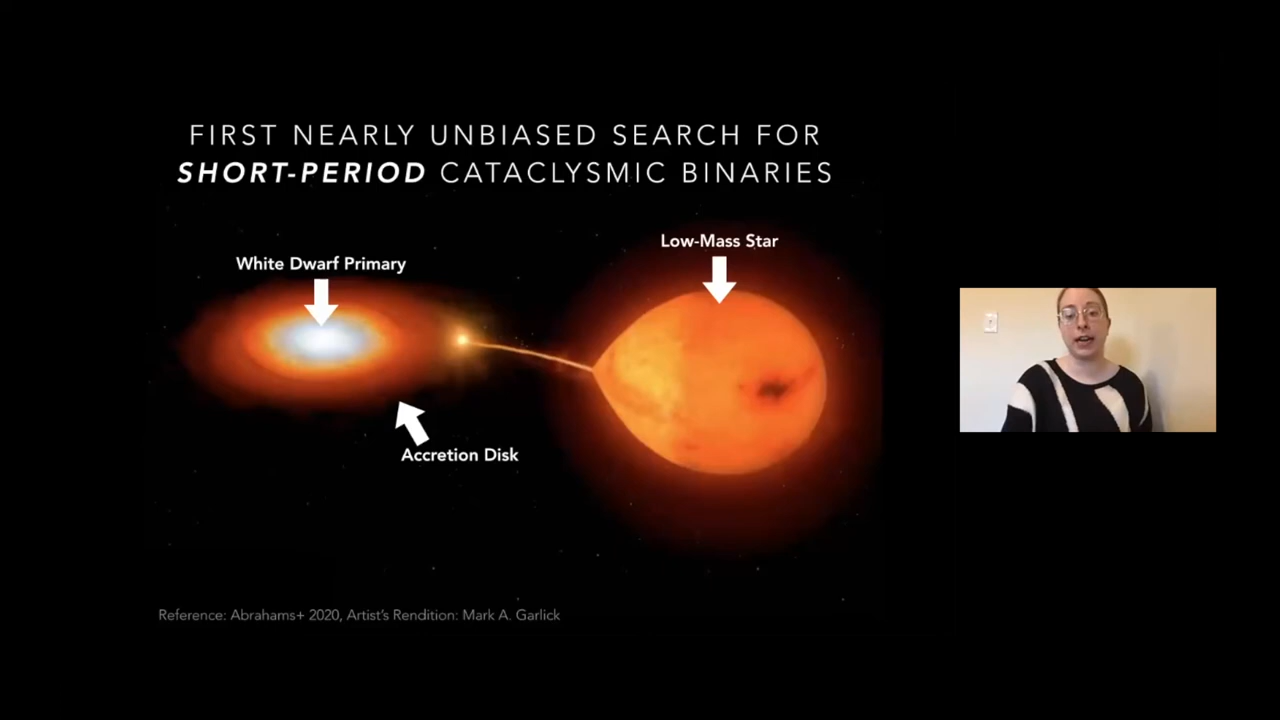 FIRST NEARLY UNBIASED SEARCH FOR
SHORT-PERIOD CATACLYSMIC BINARIES
Low-Mass Star
White Dwarf Primary
Accretion Disk
Reference: Abrahams+ 2020, Artist's Rendition: Mark A. Garlick